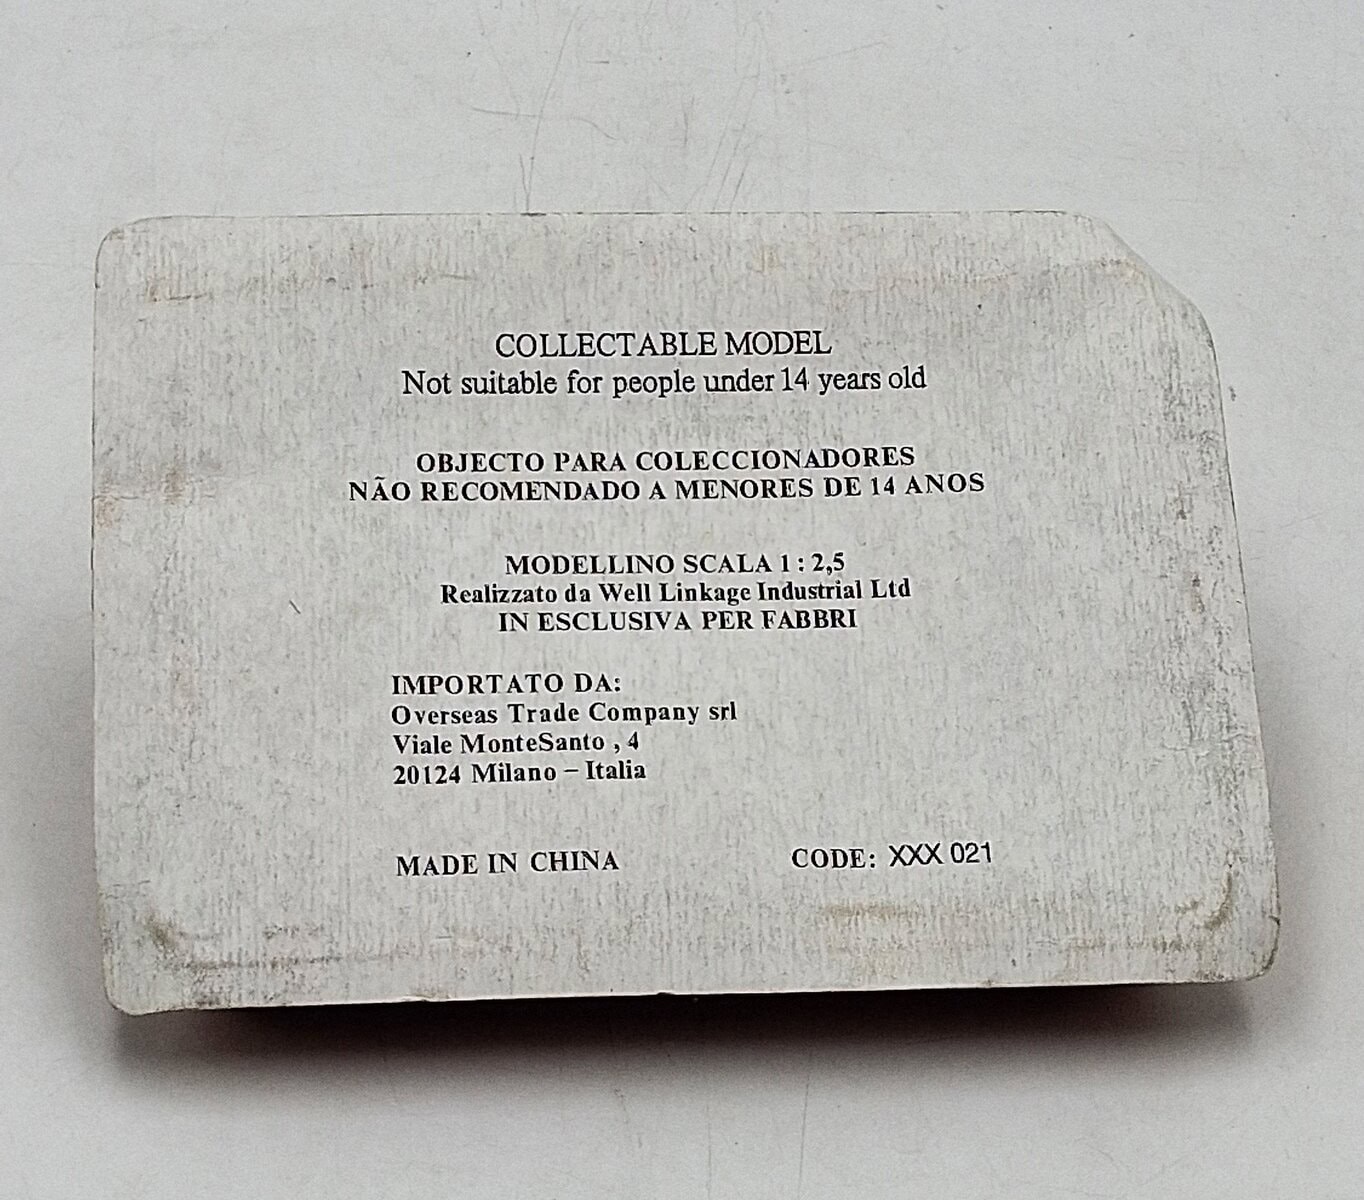 COLLECTABLE MODEL
Not suitable for people under 14 years old
OBJECTO PARA COLECCIONADORES
NÃO RECOMENDADO A MENORES DE 14 ANOS
MODELLINO SCALA 1 : 2,5
Realizzato da Well Linkage Industrial Ltd
IN ESCLUSIVA PER FABBRI
IMPORTATO DA:
Overseas Trade Company srl
Viale MonteSanto , 4
20124 Milano – Italia
MADE IN CHINA CODE: XXX 021